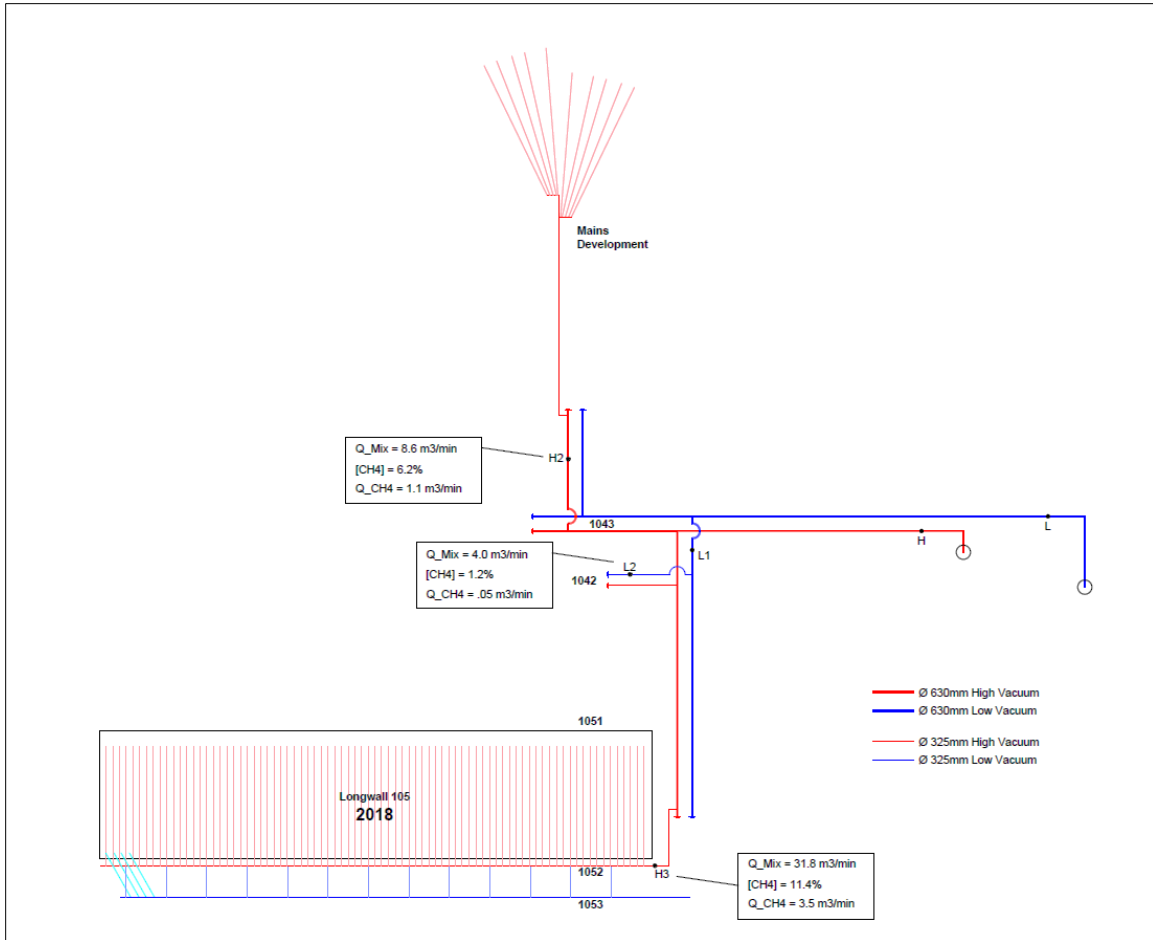 Mains
Development
Q_Mix = 8.6 m3/min
[CH4] = 6.2%
Q_CH4 = 1.1 m3/min
H2
1043
L
H
L1
Q_Mix = 4.0 m3/min
[CH4] = 1.2%
Q_CH4 = .05 m3/min
L2
1042
Ø 630mm High Vacuum
Ø 630mm Low Vacuum
Ø 325mm High Vacuum
Ø 325mm Low Vacuum
1051
Longwall 105
2018
1052
H3
1053
Q_Mix = 31.8 m3/min
[CH4] = 11.4%
Q_CH4 = 3.5 m3/min